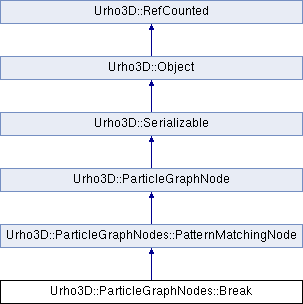 Urho3D::RefCounted
Urho3D::Object
Urho3D::Serializable
Urho3D::ParticleGraphNode
Urho3D::ParticleGraphNodes::PatternMatchingNode
Urho3D::ParticleGraphNodes::Break